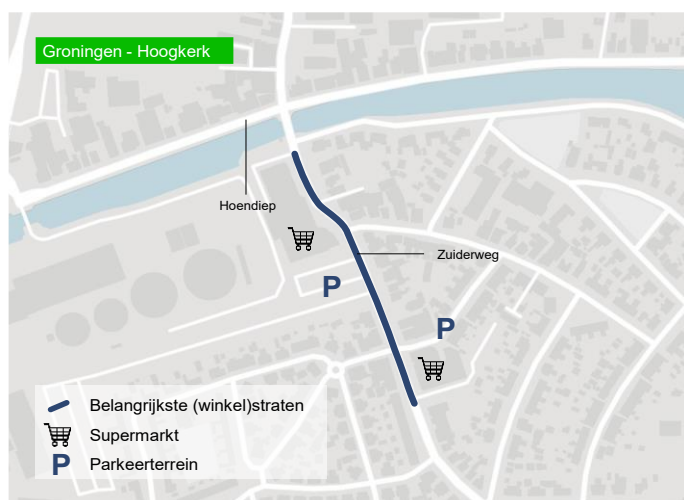 Groningen - Hoogkerk
Hoendiep
Zuiderweg
P
P
Belangrijkste (winkel)straten
Supermarkt
P Parkeerterrein